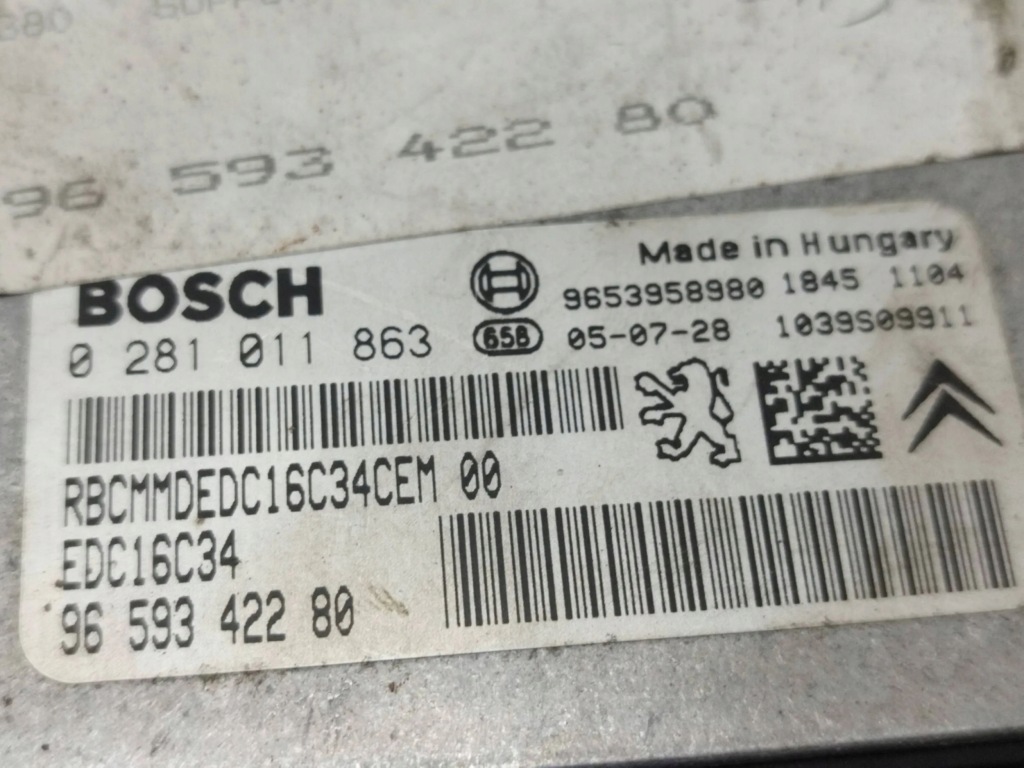 96 593 422 80
BOSCH
Made in Hungary
9653958980 1845 1104
0 281 011 863
65B 05-07-28 1039S09911
RBCMMDEDC16C34CEM 00
EDC16C34
96 593 422 80